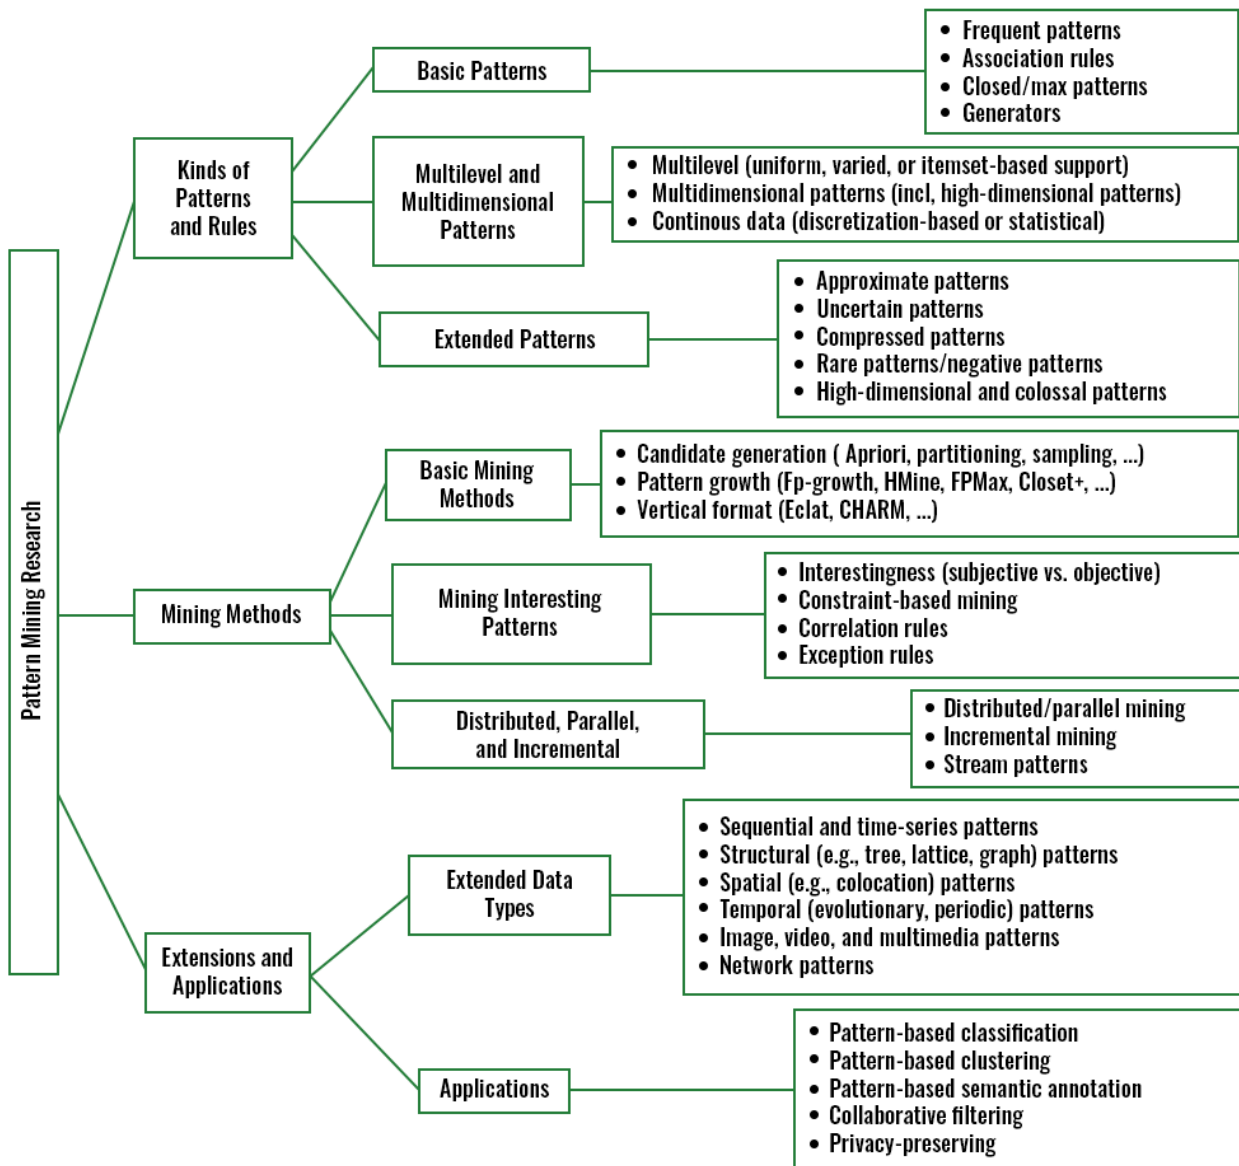 Pattern Mining Research
Kinds of
Patterns
and Rules
Basic Patterns
• Frequent patterns
• Association rules
• Closed/max patterns
• Generators
Multilevel and
Multidimensional
Patterns
• Multilevel (uniform, varied, or itemset-based support)
• Multidimensional patterns (incl, high-dimensional patterns)
• Continous data (discretization-based or statistical)
Extended Patterns
• Approximate patterns
• Uncertain patterns
• Compressed patterns
• Rare patterns/negative patterns
• High-dimensional and colossal patterns
Mining Methods
Basic Mining
Methods
• Candidate generation ( Apriori, partitioning, sampling, ...)
• Pattern growth (Fp-growth, HMine, FPMax, Closet+, ...)
• Vertical format (Eclat, CHARM, ...)
Mining Interesting
Patterns
• Interestingness (subjective vs. objective)
• Constraint-based mining
• Correlation rules
• Exception rules
Distributed, Parallel,
and Incremental
• Distributed/parallel mining
• Incremental mining
• Stream patterns
Extensions and
Applications
Extended Data
Types
• Sequential and time-series patterns
• Structural (e.g., tree, lattice, graph) patterns
• Spatial (e.g., colocation) patterns
• Temporal (evolutionary, periodic) patterns
• Image, video, and multimedia patterns
• Network patterns
Applications
• Pattern-based classification
• Pattern-based clustering
• Pattern-based semantic annotation
• Collaborative filtering
• Privacy-preserving